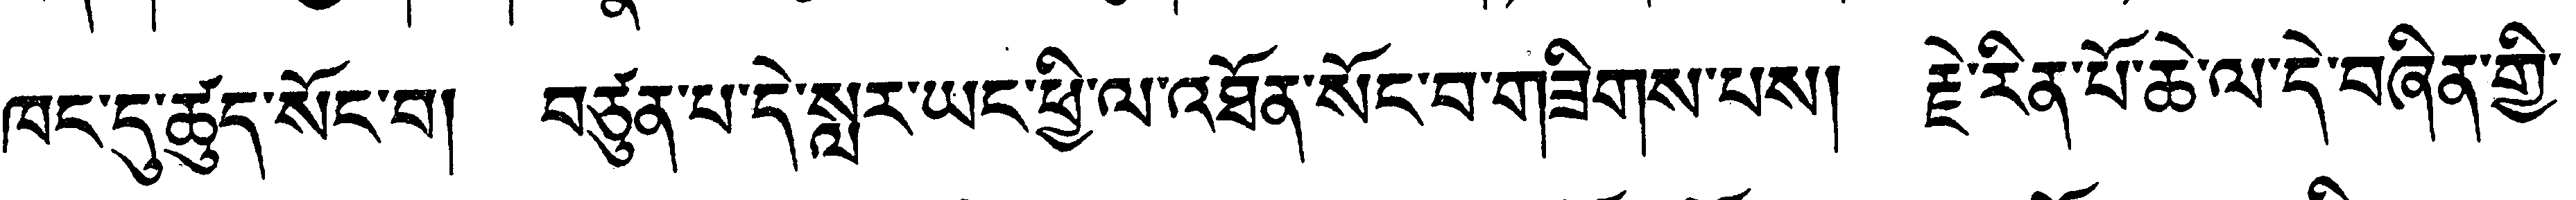 ཁང་དུ་ཚུད་སོང་བ།  བཙུན་པ་དེ་སླར་ཡང་ཕྱི་ལ་འཐོན་སོང་བ་གཟིགས་པས།  རྗེ་རིན་པོ་ཆེ་ལ་དེ་བཞིན་གྱི་